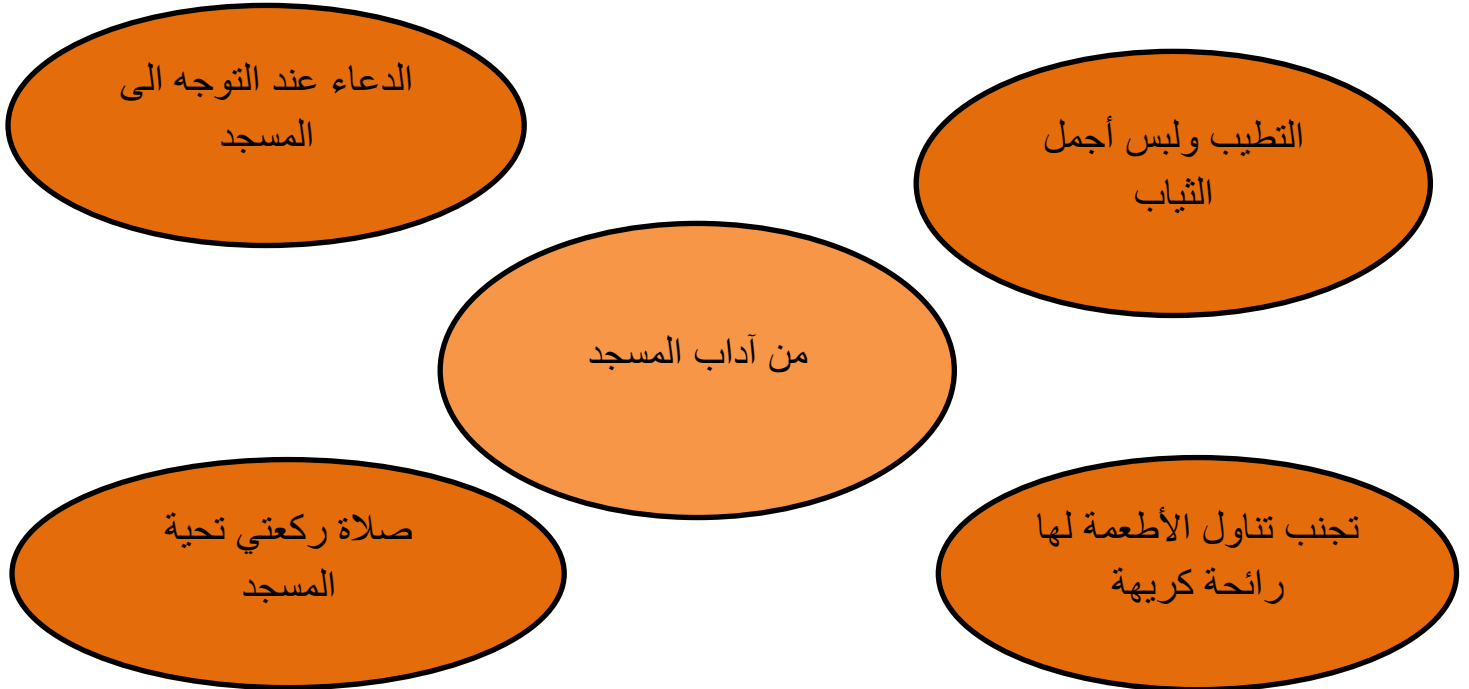 التطيب ولبس أجمل
الثياب
الدعاء عند التوجه الى
المسجد
من آداب المسجد
تجنب تناول الأطعمة لها
رائحة كريهة
صلاة ركعتي تحية
المسجد